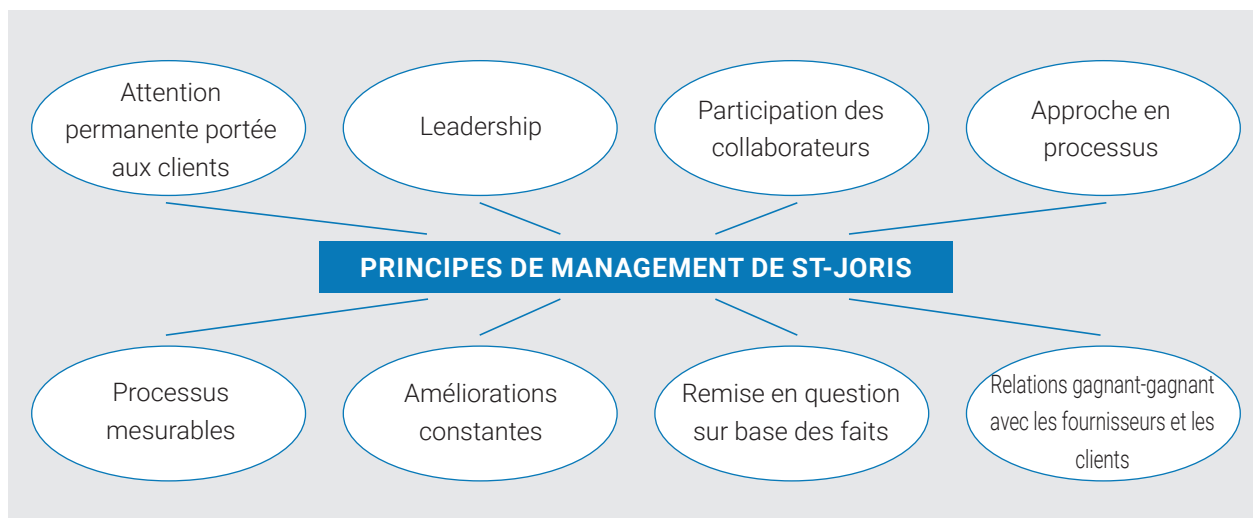 Attention
permanente portée
aux clients
Leadership
Participation des
collaborateurs
Approche en
processus
PRINCIPES DE MANAGEMENT DE ST-JORIS
Processus
mesurables
Améliorations
constantes
Remise en question
sur base des faits
Relations gagnant-gagnant
avec les fournisseurs et les
clients